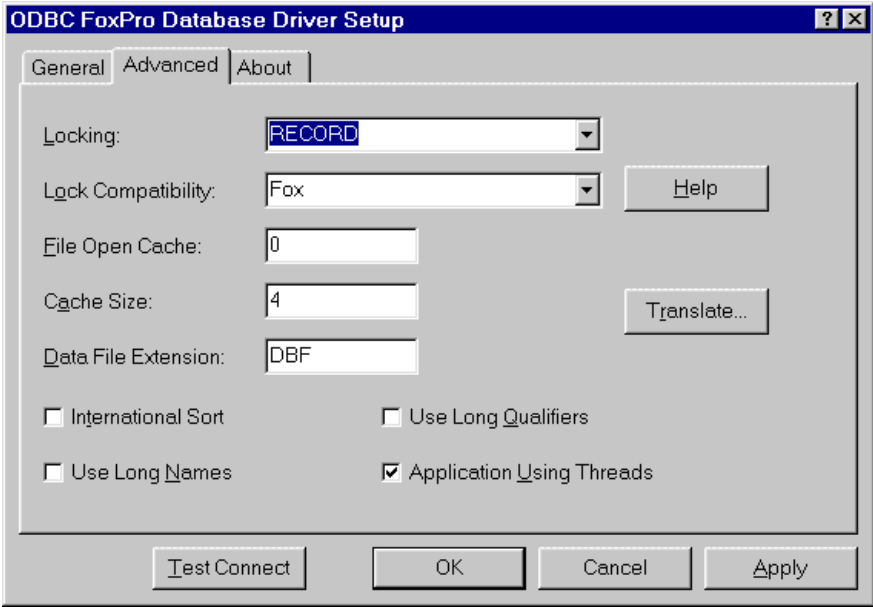 ODBC FoxPro Database Driver Setup
General Advanced About
Locking: RECORD
Lock Compatibility: Fox Help
File Open Cache: 0
Cache Size: 4 Translate...
Data File Extension: DBF
International Sort Use Long Qualifiers
Use Long Names Application Using Threads
Test Connect OK Cancel Apply